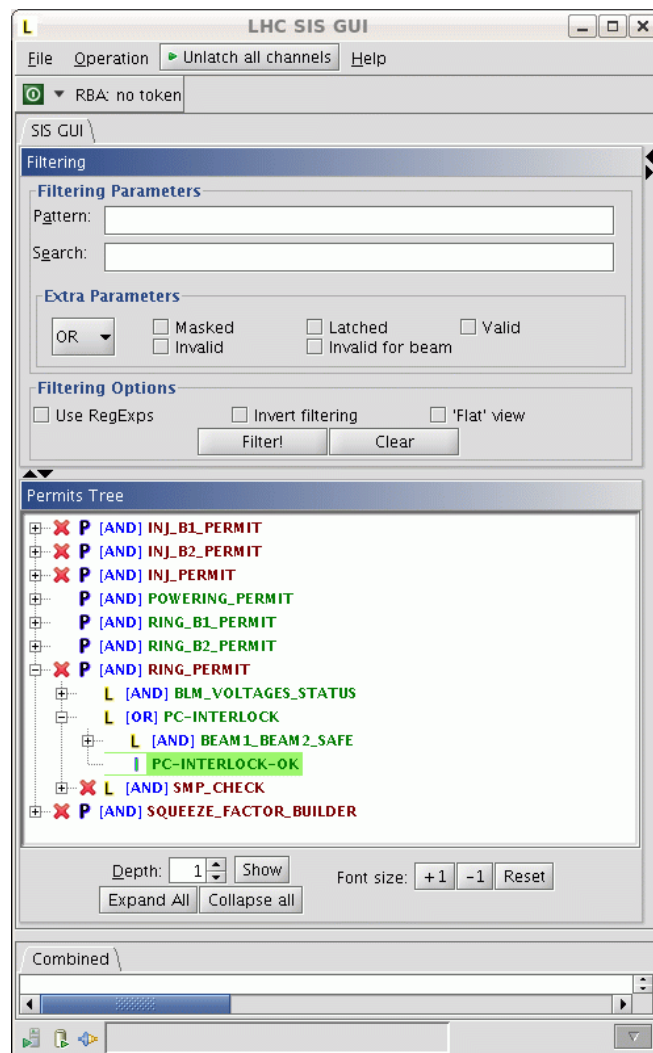 L LHC SIS GUI
File Operation Unlatch all channels Help
RBA: no token
SIS GUI
Filtering
Filtering Parameters
Pattern:
Search:
Extra Parameters
OR Masked Latched Valid
Invalid Invalid for beam
Filtering Options
Use RegExps Invert filtering 'Flat' view
Filter! Clear
Permits Tree
P [AND] INJ_B1_PERMIT
P [AND] INJ_B2_PERMIT
P [AND] INJ_PERMIT
P [AND] POWERING_PERMIT
P [AND] RING_B1_PERMIT
P [AND] RING_B2_PERMIT
P [AND] RING_PERMIT
L [AND] BLM_VOLTAGES_STATUS
L [OR] PC-INTERLOCK
L [AND] BEAM1_BEAM2_SAFE
I PC-INTERLOCK-OK
L [AND] SMP_CHECK
P [AND] SQUEEZE_FACTOR_BUILDER
Depth: 1 Show Font size: +1 -1 Reset
Expand All Collapse all
Combined